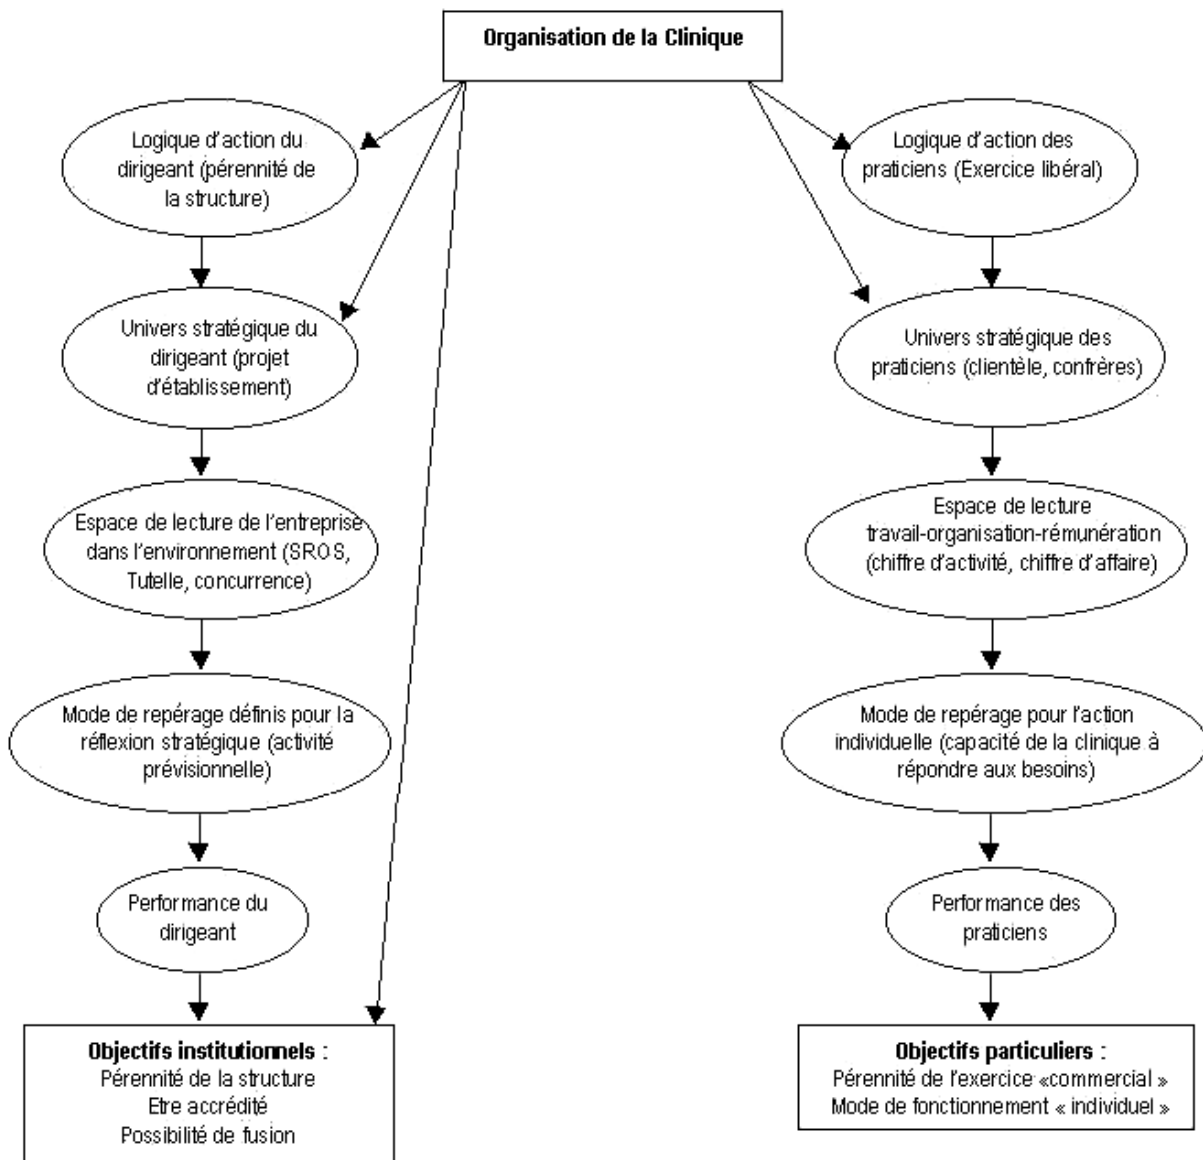 Organisation de la Clinique
Logique d'action du
dirigeant (pérennité de
la structure)
Logique d'action des
praticiens (Exercice libéral)
Univers stratégique du
dirigeant (projet
d'établissement)
Univers stratégique des
praticiens (clientèle, confrères)
Espace de lecture de l'entreprise
dans l'environnement (SROS,
Tutelle, concurrence)
Espace de lecture
travail-organisation-rémunération
(chiffre d'activité, chiffre d'affaire)
Mode de repérage définis pour la
réflexion stratégique (activité
prévisionnelle)
Mode de repérage pour l'action
individuelle (capacité de la clinique à
répondre aux besoins)
Performance du
dirigeant
Performance des
praticiens
Objectifs institutionnels :
Pérennité de la structure
Etre accrédité
Possibilité de fusion
Objectifs particuliers :
Pérennité de l'exercice «commercial »
Mode de fonctionnement « individuel »